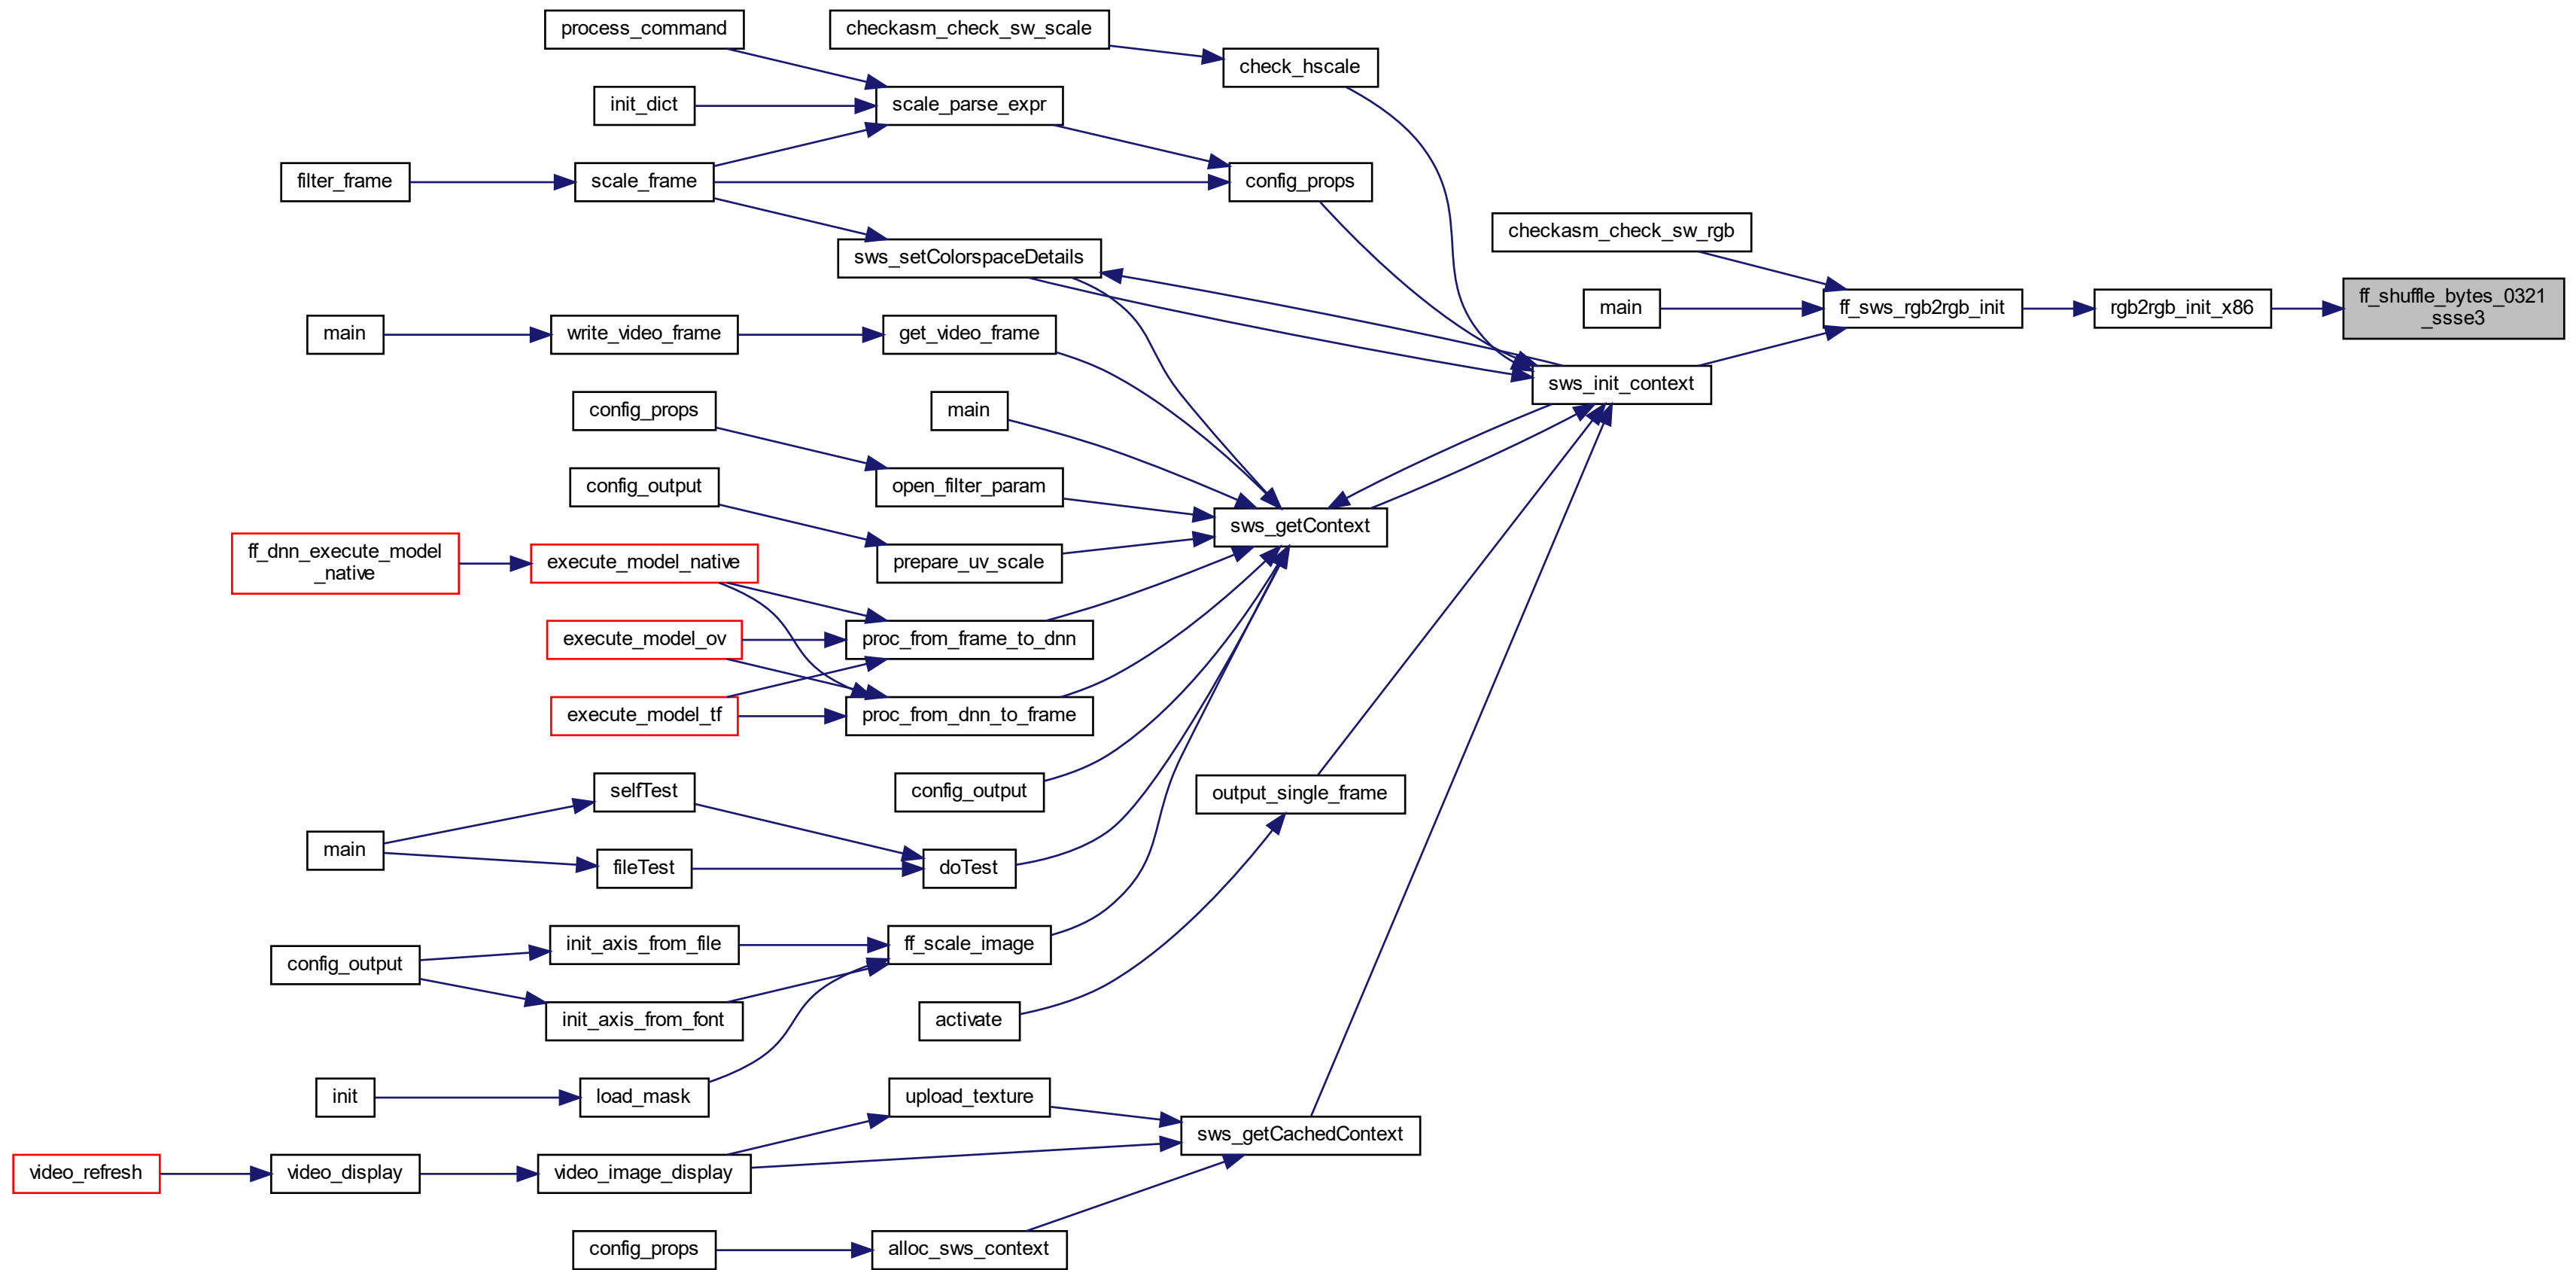 process_command
checkasm_check_sw_scale
check_hscale
init_dict
scale_parse_expr
filter_frame
scale_frame
config_props
checkasm_check_sw_rgb
sws_setColorspaceDetails
main
ff_sws_rgb2rgb_init
rgb2rgb_init_x86
ff_shuffle_bytes_0321
_ssse3
main
write_video_frame
get_video_frame
sws_init_context
config_props
main
config_output
open_filter_param
sws_getContext
ff_dnn_execute_model
_native
execute_model_native
prepare_uv_scale
execute_model_ov
proc_from_frame_to_dnn
execute_model_tf
proc_from_dnn_to_frame
selfTest
config_output
output_single_frame
main
fileTest
doTest
config_output
init_axis_from_file
ff_scale_image
init_axis_from_font
activate
init
load_mask
upload_texture
sws_getCachedContext
video_refresh
video_display
video_image_display
config_props
alloc_sws_context